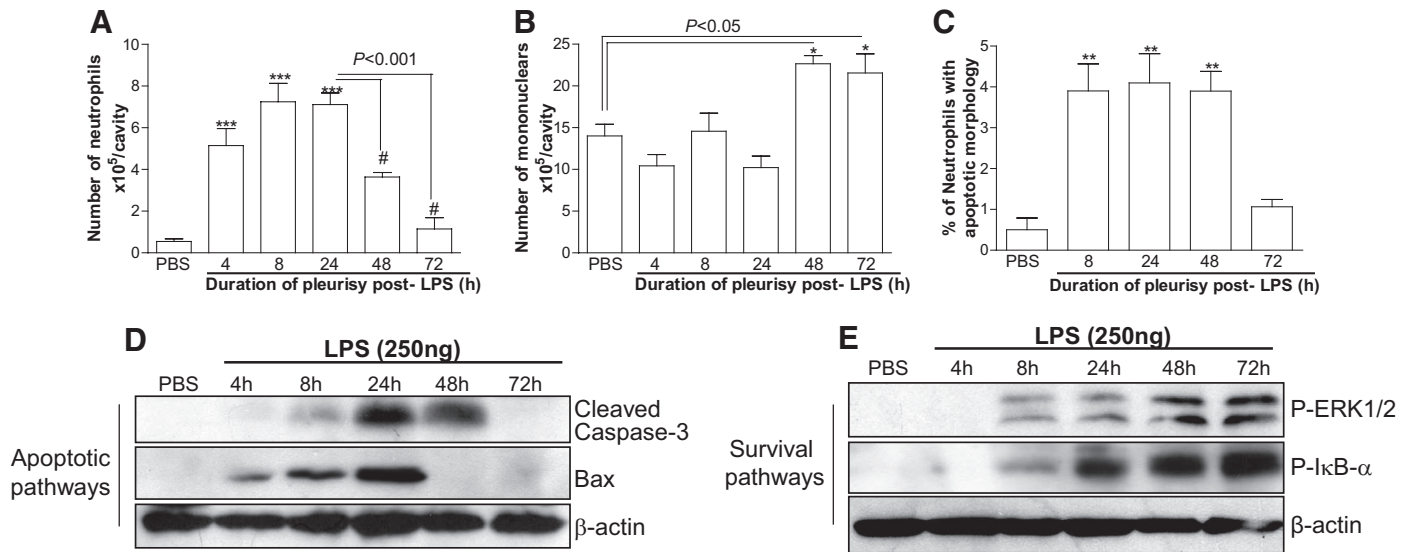 A
Number of neutrophils
x10⁵/cavity
10
8
6
4
2
0
***
***
***
P<0.001
#
#
PBS
4
8
24
48
72
Duration of pleurisy post- LPS (h)
B
Number of mononuclears
x10⁵/cavity
25
20
15
10
5
0
P<0.05
*
*
PBS
4
8
24
48
72
Duration of pleurisy post- LPS (h)
C
% of Neutrophils with
apoptotic morphology
5
4
3
2
1
0
**
**
**
PBS
8
24
48
72
Duration of pleurisy post- LPS (h)
D
LPS (250ng)
PBS 4h 8h 24h 48h 72h
Apoptotic
pathways
Cleaved
Caspase-3
Bax
β-actin
E
LPS (250ng)
PBS 4h 8h 24h 48h 72h
Survival
pathways
P-ERK1/2
P-IκB-α
β-actin